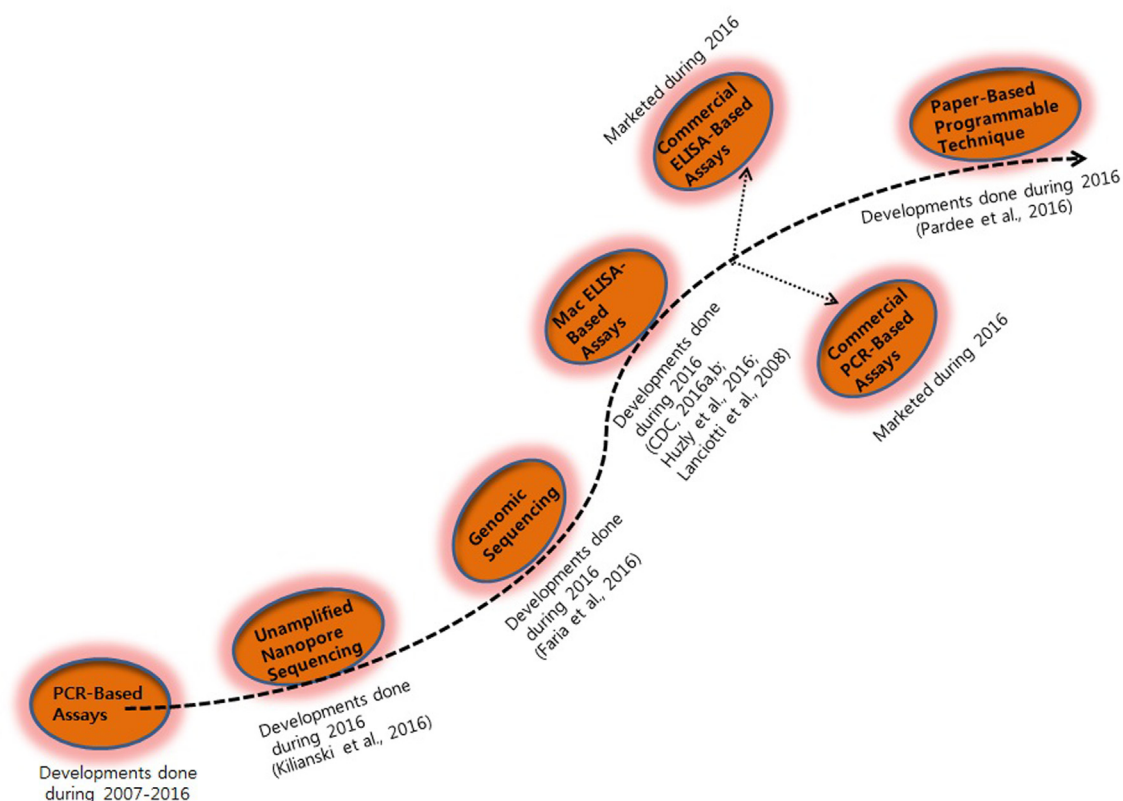 PCR-Based
Assays
Developments done
during 2007-2016
Unamplified
Nanopore
Sequencing
Developments done
during 2016
(Kilianski et al., 2016)
Genomic
Sequencing
Developments done
during 2016
(Faria et al., 2016)
Mac ELISA-
Based
Assays
Developments done
during 2016
(CDC, 2016a,b;
Huzly et al., 2016;
Lanciotti et al., 2008)
Marketed during 2016
Commercial
ELISA-Based
Assays
Commercial
PCR-Based
Assays
Marketed during 2016
Paper-Based
Programmable
Technique
Developments done during 2016
(Pardee et al., 2016)